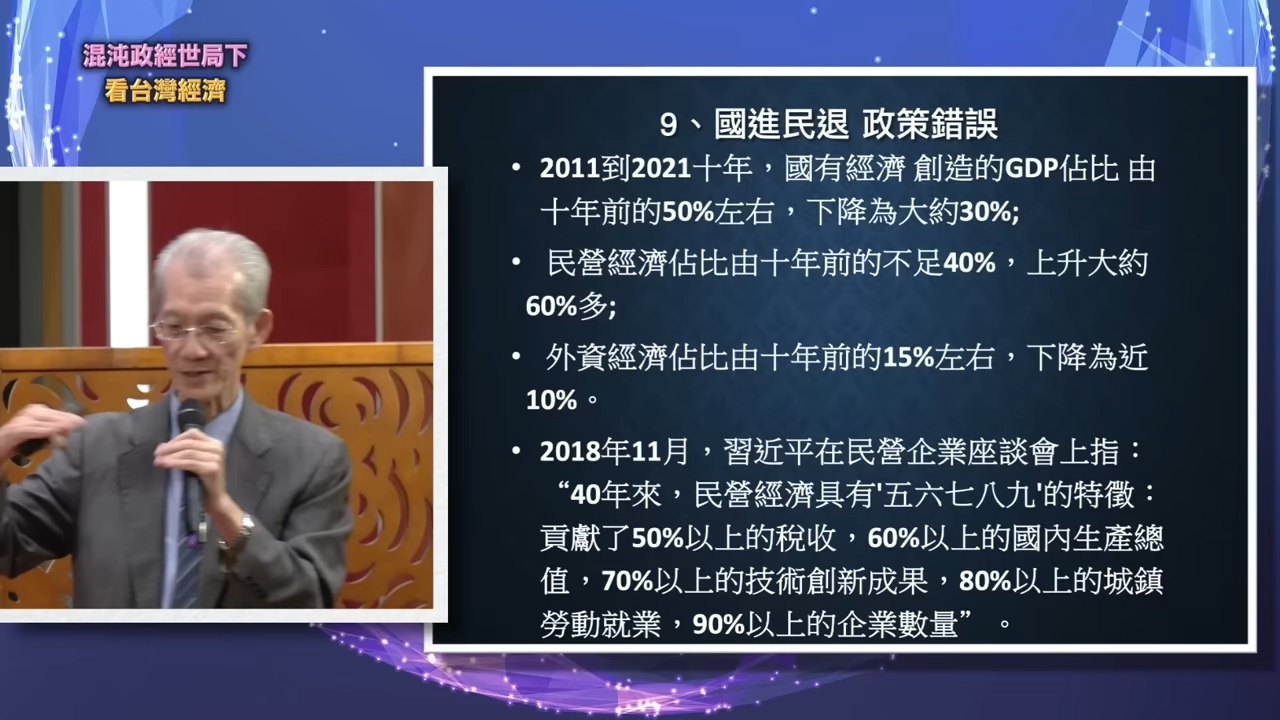 混沌政經世局下
看台灣經濟
9、國進民退 政策錯誤
• 2011到2021十年，國有經濟 創造的GDP佔比 由
十年前的50%左右，下降為大約30%;
• 民營經濟佔比由十年前的不足40%，上升大約
60%多;
• 外資經濟佔比由十年前的15%左右，下降為近
10%。
• 2018年11月，習近平在民營企業座談會上指：
“40年來，民營經濟具有'五六七八九'的特徵：
貢獻了50%以上的稅收，60%以上的國內生產總
值，70%以上的技術創新成果，80%以上的城鎮
勞動就業，90%以上的企業數量”。